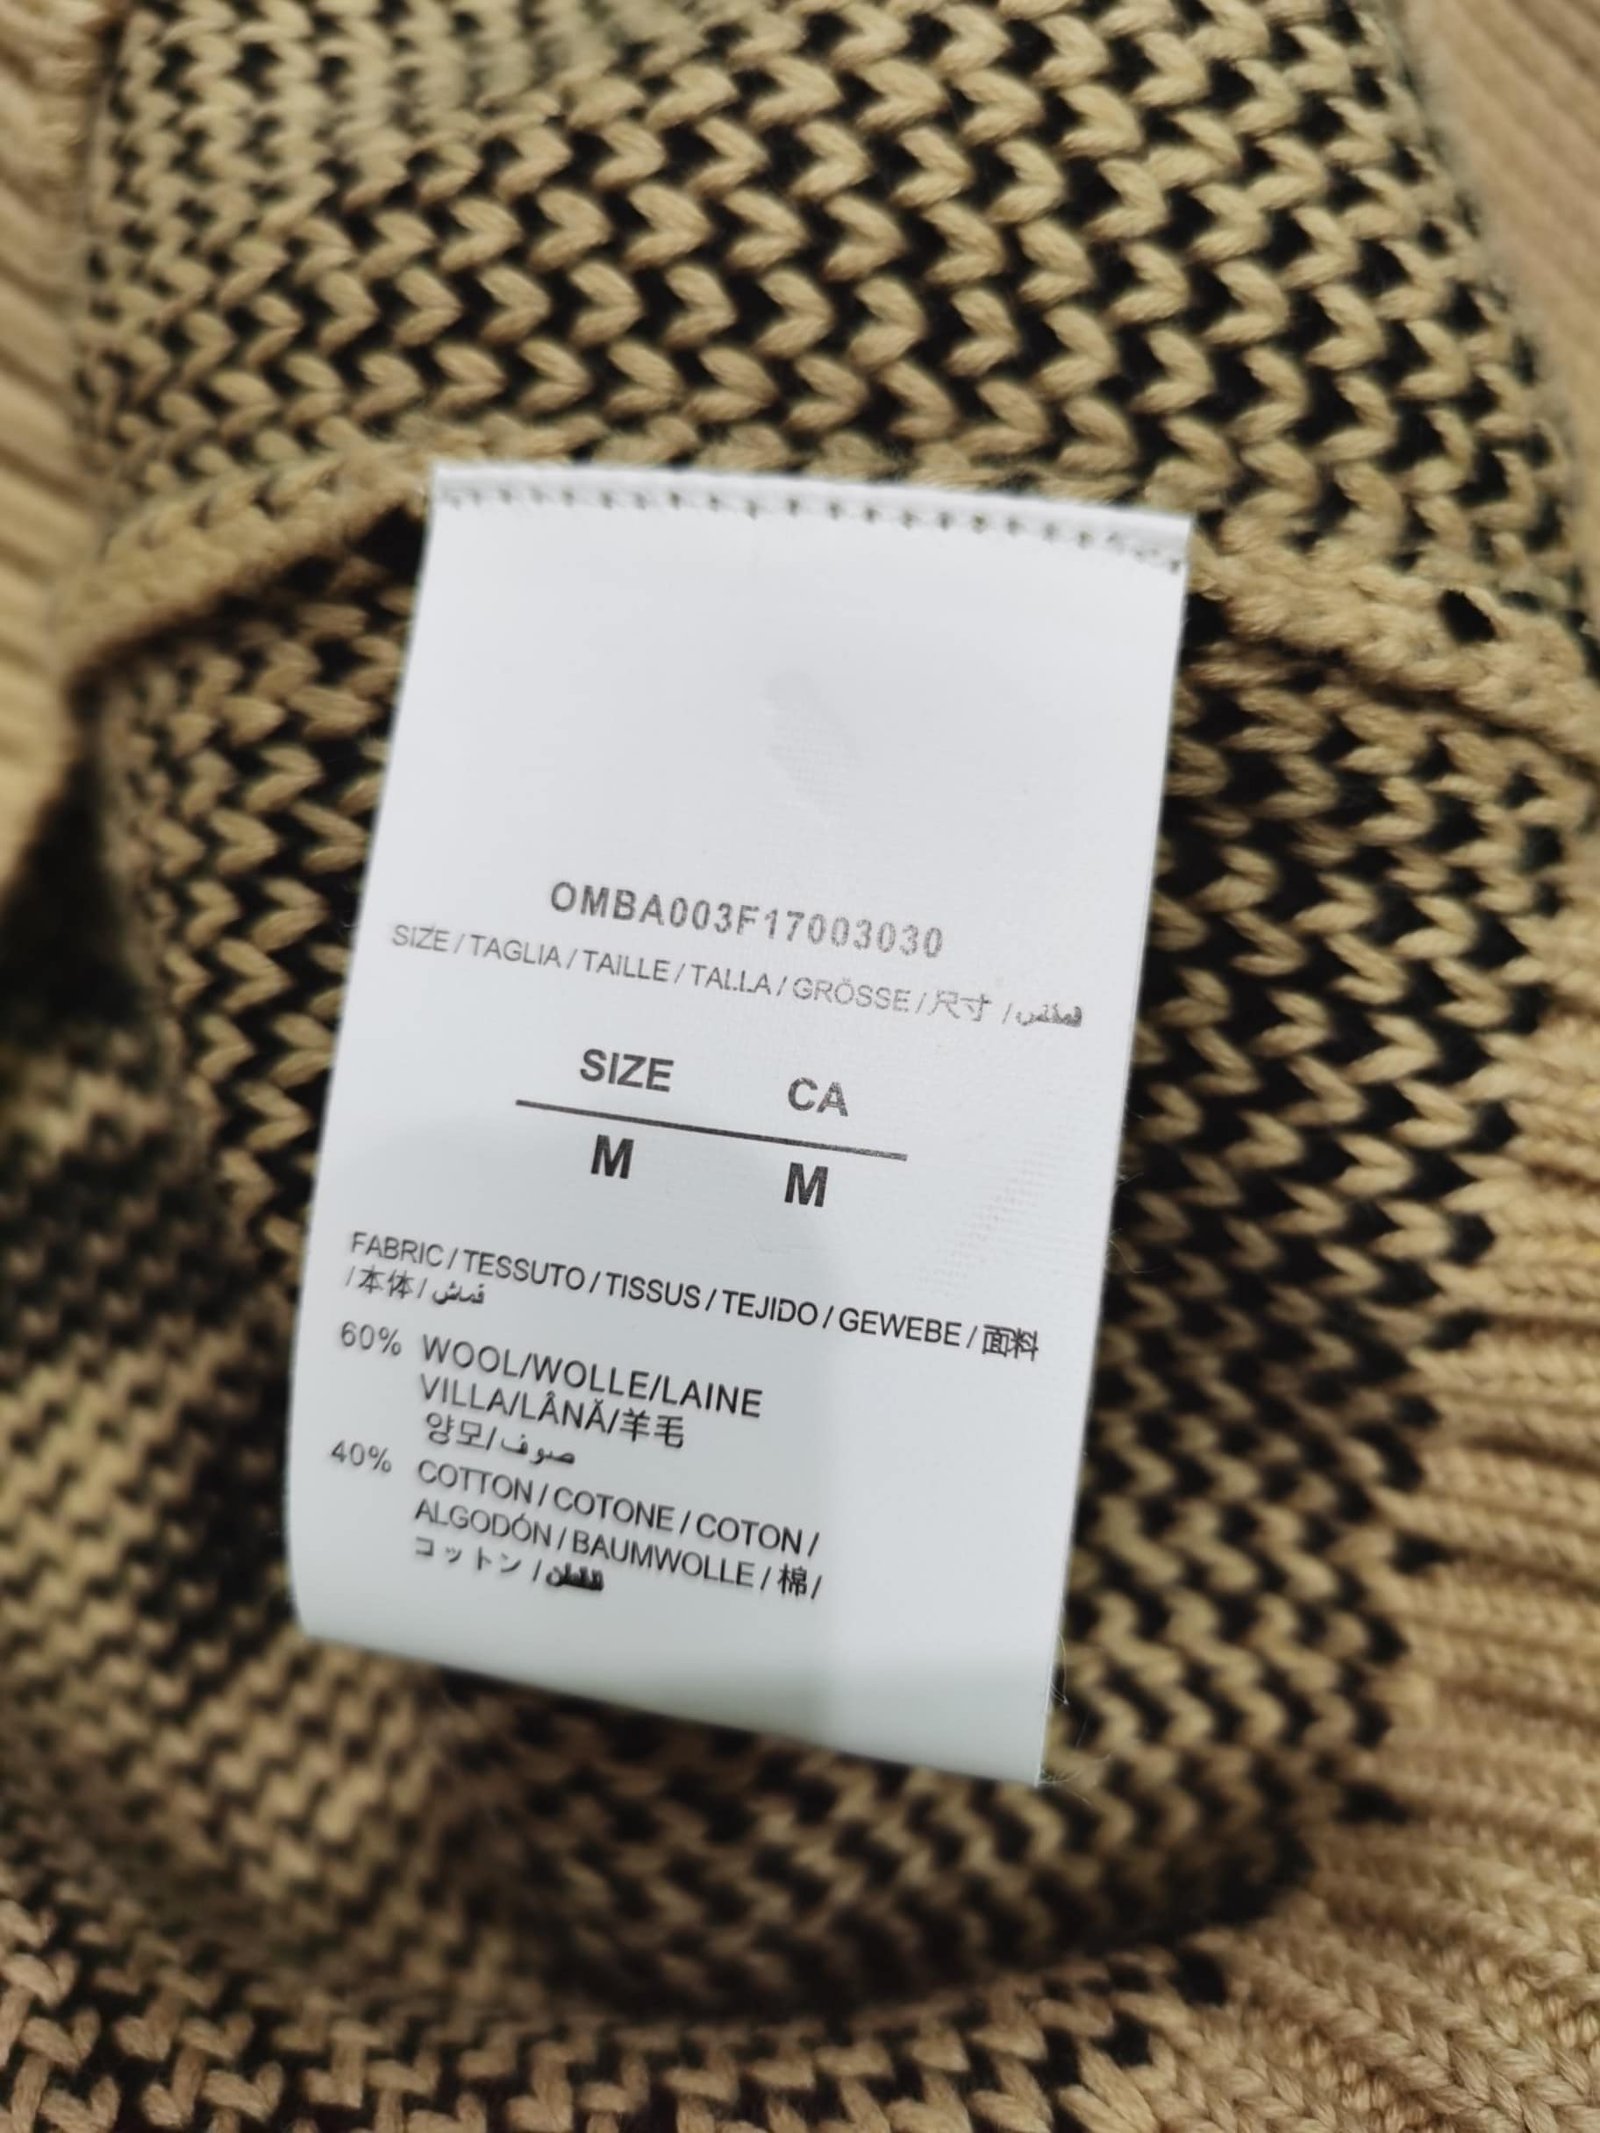 OMBA003F17003030
SIZE / TAGLIA / TAILLE / TALLA / GRÖSSE / 尺寸 /
SIZE CA
M M
FABRIC / TESSUTO / TISSUS / TEJIDO / GEWEBE / 面料
/ 本体 / قماش
60% WOOL/WOLLE/LAINE
VILLA/LÂNĂ/羊毛
양모/صوف
40% COTTON / COTONE / COTON /
ALGODÓN / BAUMWOLLE / 棉 /
コットン /